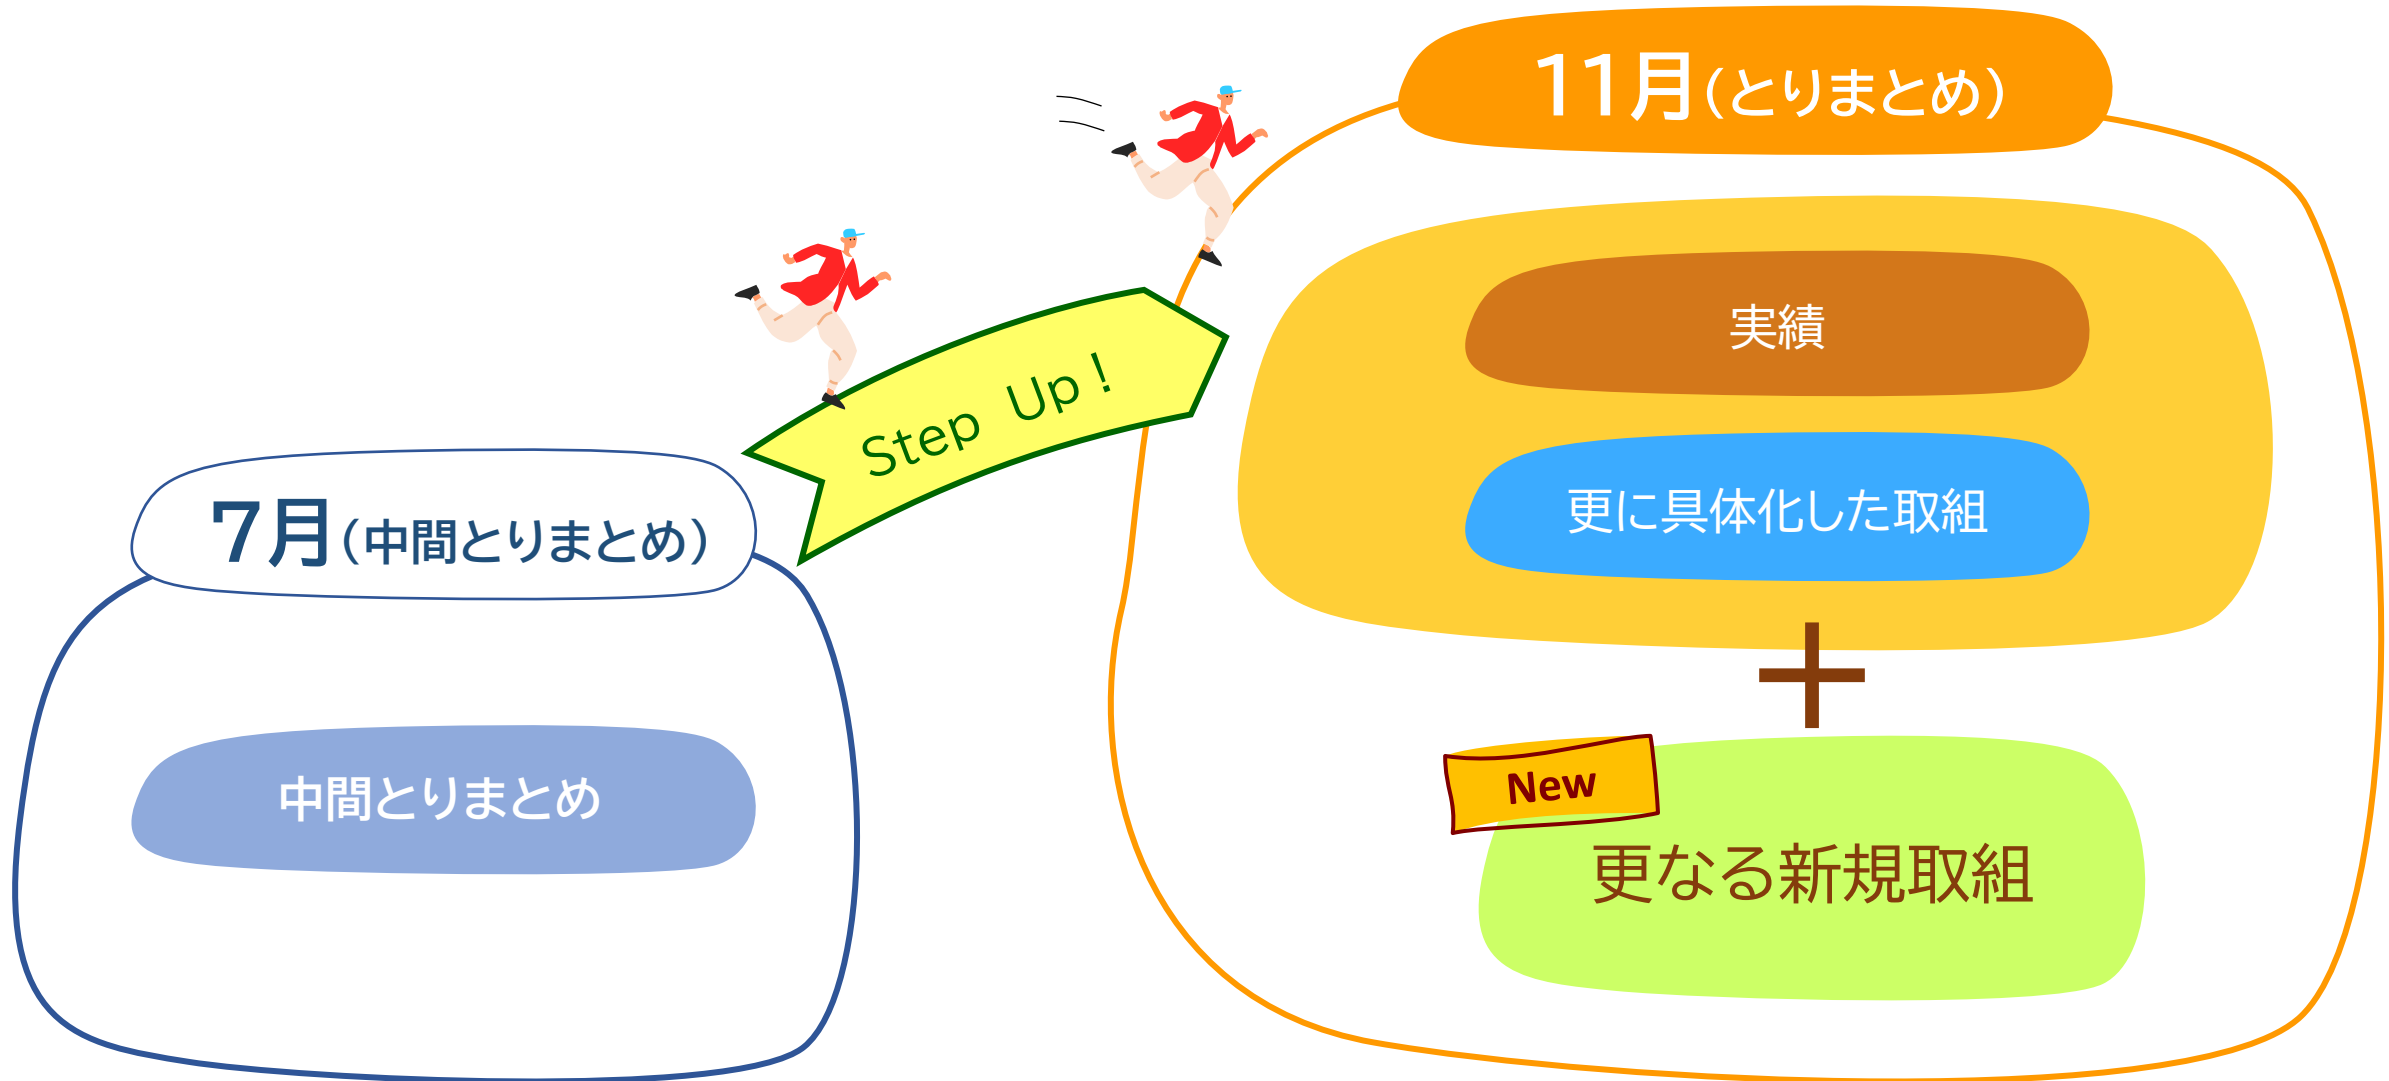 7月(中間とりまとめ)
中間とりまとめ
Step Up!
11月(とりまとめ)
実績
更に具体化した取組
＋
New
更なる新規取組